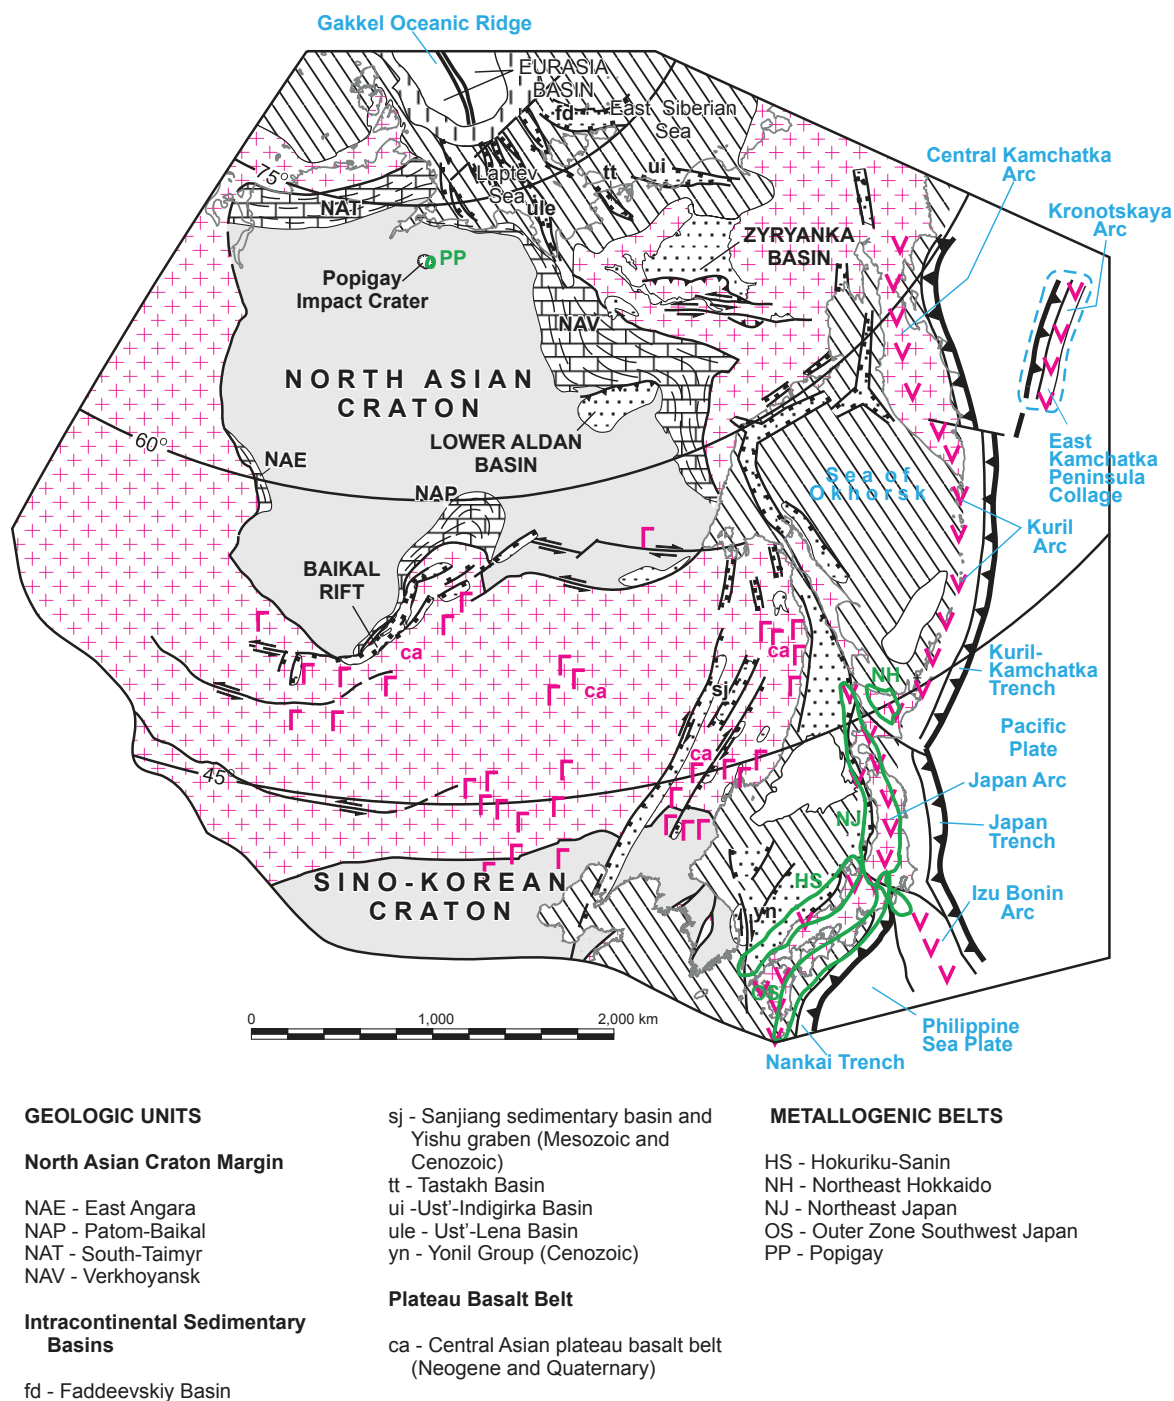 Gakkel Oceanic Ridge
EURASIA
BASIN
fd
East Siberian
Sea
75°
Laptev
Sea
tt
ui
ule
NAT
Central Kamchatka
Arc
Kronotskaya
Arc
ZYRYANKA
BASIN
PP
Popigay
Impact Crater
NAV
NORTH ASIAN
CRATON
LOWER ALDAN
BASIN
60°
NAE
NAP
Sea of
Okhorsk
East
Kamchatka
Peninsula
Collage
Kuril
Arc
BAIKAL
RIFT
ca
ca
ca
sj
NH
Kuril-
Kamchatka
Trench
Pacific
Plate
ca
45°
Japan Arc
NJ
Japan
Trench
SINO-KOREAN
CRATON
HS
yn
Izu Bonin
Arc
OS
0 1,000 2,000 km
Philippine
Sea Plate
Nankai Trench
GEOLOGIC UNITS
North Asian Craton Margin
NAE - East Angara
NAP - Patom-Baikal
NAT - South-Taimyr
NAV - Verkhoyansk
Intracontinental Sedimentary
Basins
fd - Faddeevskiy Basin
sj - Sanjiang sedimentary basin and
Yishu graben (Mesozoic and
Cenozoic)
tt - Tastakh Basin
ui -Ust'-Indigirka Basin
ule - Ust'-Lena Basin
yn - Yonil Group (Cenozoic)
Plateau Basalt Belt
ca - Central Asian plateau basalt belt
(Neogene and Quaternary)
METALLOGENIC BELTS
HS - Hokuriku-Sanin
NH - Northeast Hokkaido
NJ - Northeast Japan
OS - Outer Zone Southwest Japan
PP - Popigay